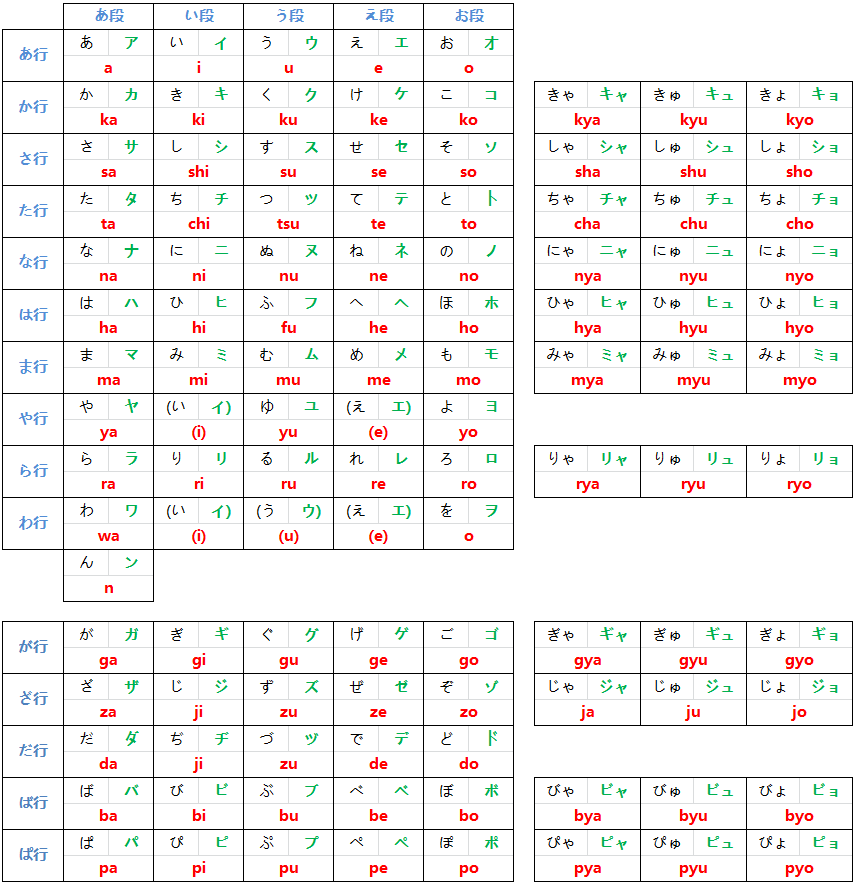 あ段 い段 う段 え段 お段
あ行 あ ア い イ う ウ え エ お オ
a i u e o
か行 か カ き キ く ク け ケ こ コ きゃ キャ きゅ キュ きょ キョ
ka ki ku ke ko kya kyu kyo
さ行 さ サ し シ す ス せ セ そ ソ しゃ シャ しゅ シュ しょ ショ
sa shi su se so sha shu sho
た行 た タ ち チ つ ツ て テ と ト ちゃ チャ ちゅ チュ ちょ チョ
ta chi tsu te to cha chu cho
な行 な ナ に ニ ぬ ヌ ね ネ の ノ にゃ ニャ にゅ ニュ にょ ニョ
na ni nu ne no nya nyu nyo
は行 は ハ ひ ヒ ふ フ へ ヘ ほ ホ ひゃ ヒャ ひゅ ヒュ ひょ ヒョ
ha hi fu he ho hya hyu hyo
ま行 ま マ み ミ む ム め メ も モ みゃ ミャ みゅ ミュ みょ ミョ
ma mi mu me mo mya myu myo
や行 や ヤ (い イ) ゆ ユ (え エ) よ ヨ
ya (i) yu (e) yo
ら行 ら ラ り リ る ル れ レ ろ ロ りゃ リャ りゅ リュ りょ リョ
ra ri ru re ro rya ryu ryo
わ行 わ ワ (い イ) (う ウ) (え エ) を ヲ
wa (i) (u) (e) o
ん ン
n
が行 が ガ ぎ ギ ぐ グ げ ゲ ご ゴ ぎゃ ギャ ぎゅ ギュ ぎょ ギョ
ga gi gu ge go gya gyu gyo
ざ行 ざ ザ じ ジ ず ズ ぜ ゼ ぞ ゾ じゃ ジャ じゅ ジュ じょ ジョ
za ji zu ze zo ja ju jo
だ行 だ ダ ぢ ヂ づ ヅ で デ ど ド
da ji zu de do
ば行 ば バ び ビ ぶ ブ べ ベ ぼ ボ びゃ ビャ びゅ ビュ びょ ビョ
ba bi bu be bo bya byu byo
ぱ行 ぱ パ ぴ ピ ぷ プ ぺ ペ ぽ ポ ぴゃ ピャ ぴゅ ピュ ぴょ ピョ
pa pi pu pe po pya pyu pyo